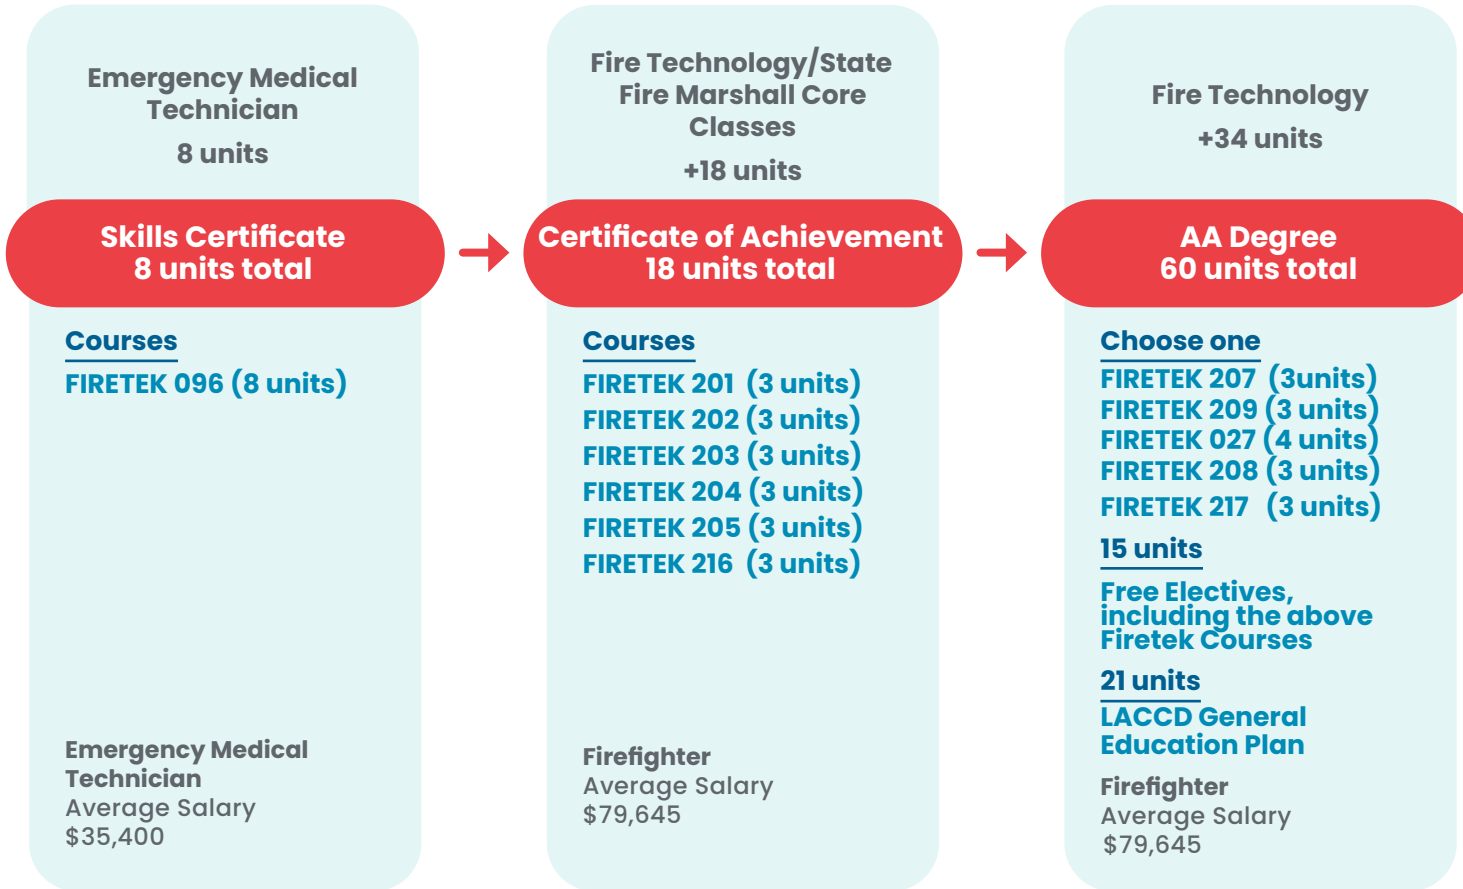 Emergency Medical
Technician
8 units
Skills Certificate
8 units total
Courses
FIRETEK 096 (8 units)
Emergency Medical
Technician
Average Salary
$35,400
Fire Technology/State
Fire Marshall Core
Classes
+18 units
Certificate of Achievement
18 units total
Courses
FIRETEK 201 (3 units)
FIRETEK 202 (3 units)
FIRETEK 203 (3 units)
FIRETEK 204 (3 units)
FIRETEK 205 (3 units)
FIRETEK 216 (3 units)
Firefighter
Average Salary
$79,645
Fire Technology
+34 units
AA Degree
60 units total
Choose one
FIRETEK 207 (3units)
FIRETEK 209 (3 units)
FIRETEK 027 (4 units)
FIRETEK 208 (3 units)
FIRETEK 217 (3 units)
15 units
Free Electives,
including the above
Firetek Courses
21 units
LACCD General
Education Plan
Firefighter
Average Salary
$79,645